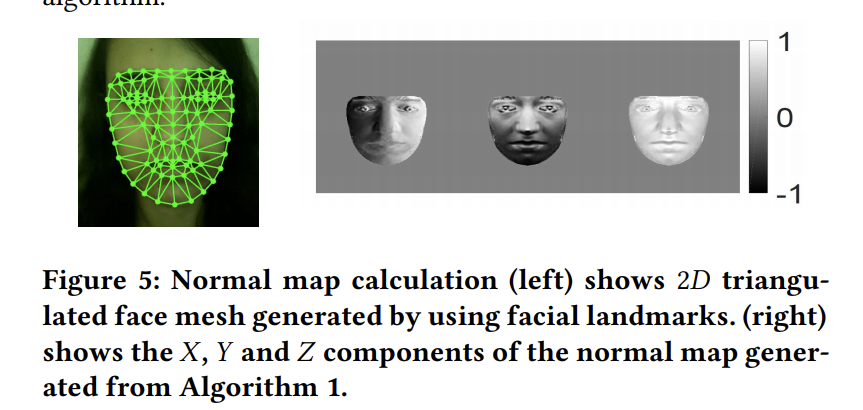 algorithm.
1
0
-1
Figure 5: Normal map calculation (left) shows 2D triangu-
lated face mesh generated by using facial landmarks. (right)
shows the X, Y and Z components of the normal map gener-
ated from Algorithm 1.